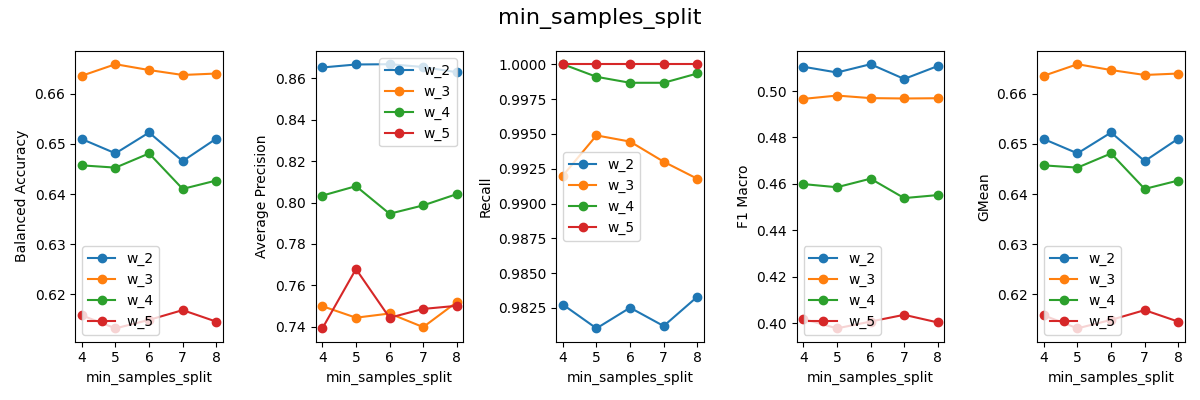 min_samples_split
Balanced Accuracy
0.66
0.65
0.64
0.63
0.62
w_2
w_3
w_4
w_5
4 5 6 7 8
min_samples_split
Average Precision
0.86
0.84
0.82
0.80
0.78
0.76
0.74
w_2
w_3
w_4
w_5
4 5 6 7 8
min_samples_split
Recall
1.0000
0.9975
0.9950
0.9925
0.9900
0.9875
0.9850
0.9825
w_2
w_3
w_4
w_5
4 5 6 7 8
min_samples_split
F1 Macro
0.50
0.48
0.46
0.44
0.42
0.40
w_2
w_3
w_4
w_5
4 5 6 7 8
min_samples_split
GMean
0.66
0.65
0.64
0.63
0.62
w_2
w_3
w_4
w_5
4 5 6 7 8
min_samples_split